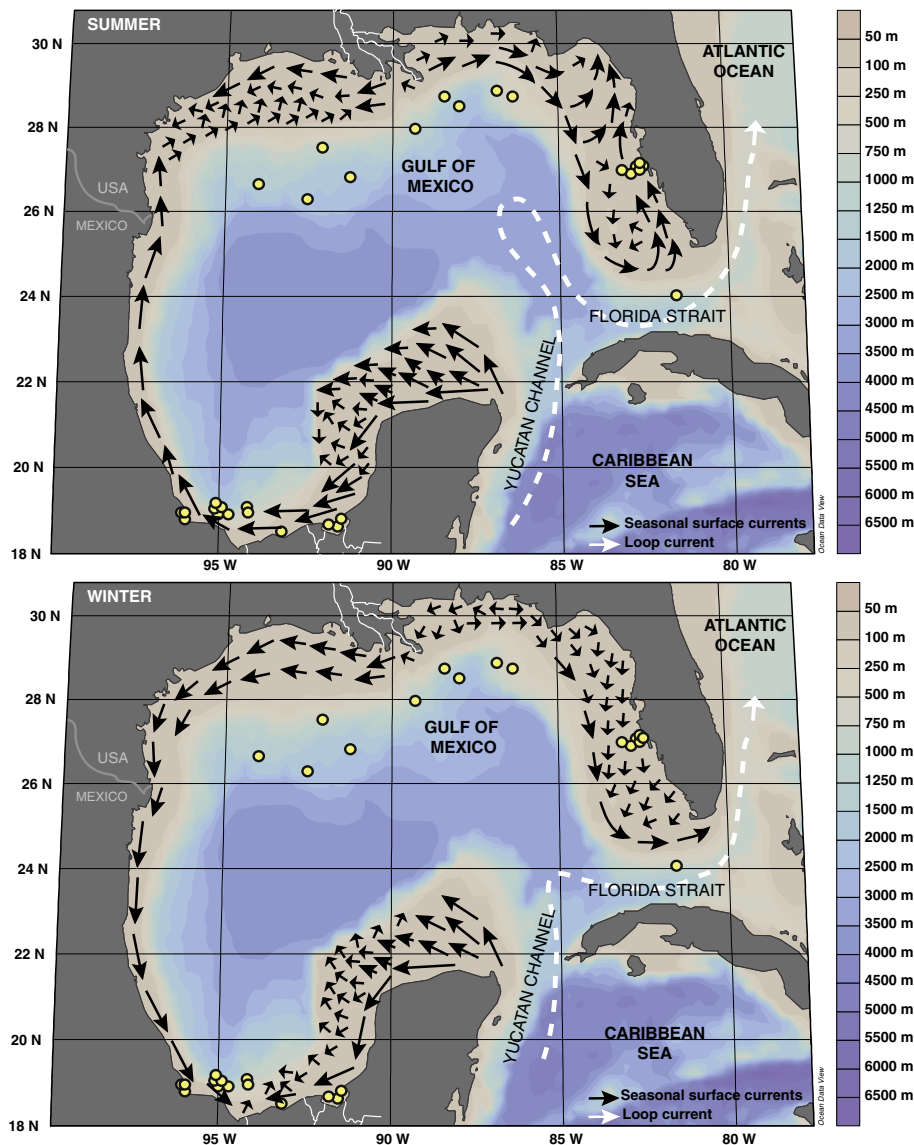 SUMMER
30 N
28 N
26 N
24 N
22 N
20 N
18 N
95 W
90 W
85 W
80 W
ATLANTIC
OCEAN
GULF OF
MEXICO
USA
MEXICO
FLORIDA STRAIT
YUCATAN CHANNEL
CARIBBEAN
SEA
Seasonal surface currents
Loop current
Ocean Data View
50 m
100 m
250 m
500 m
750 m
1000 m
1250 m
1500 m
2000 m
2500 m
3000 m
3500 m
4000 m
4500 m
5000 m
5500 m
6000 m
6500 m
WINTER
30 N
28 N
26 N
24 N
22 N
20 N
18 N
95 W
90 W
85 W
80 W
ATLANTIC
OCEAN
GULF OF
MEXICO
USA
MEXICO
FLORIDA STRAIT
YUCATAN CHANNEL
CARIBBEAN
SEA
Seasonal surface currents
Loop current
Ocean Data View
50 m
100 m
250 m
500 m
750 m
1000 m
1250 m
1500 m
2000 m
2500 m
3000 m
3500 m
4000 m
4500 m
5000 m
5500 m
6000 m
6500 m